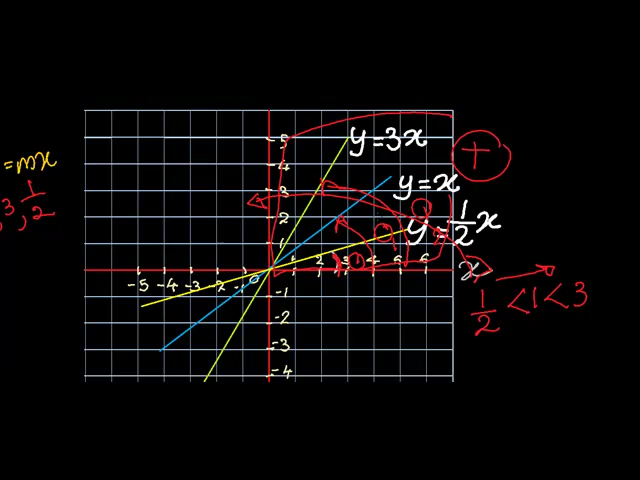 =mx
3, 1/2
y=3x
y=x
y=1/2x
+
x
1/2 <1<3
5
4
3
2
1
-5 -4 -3 -2 -1 0 1 2 3 4 5 6
-1
-2
-3
-4